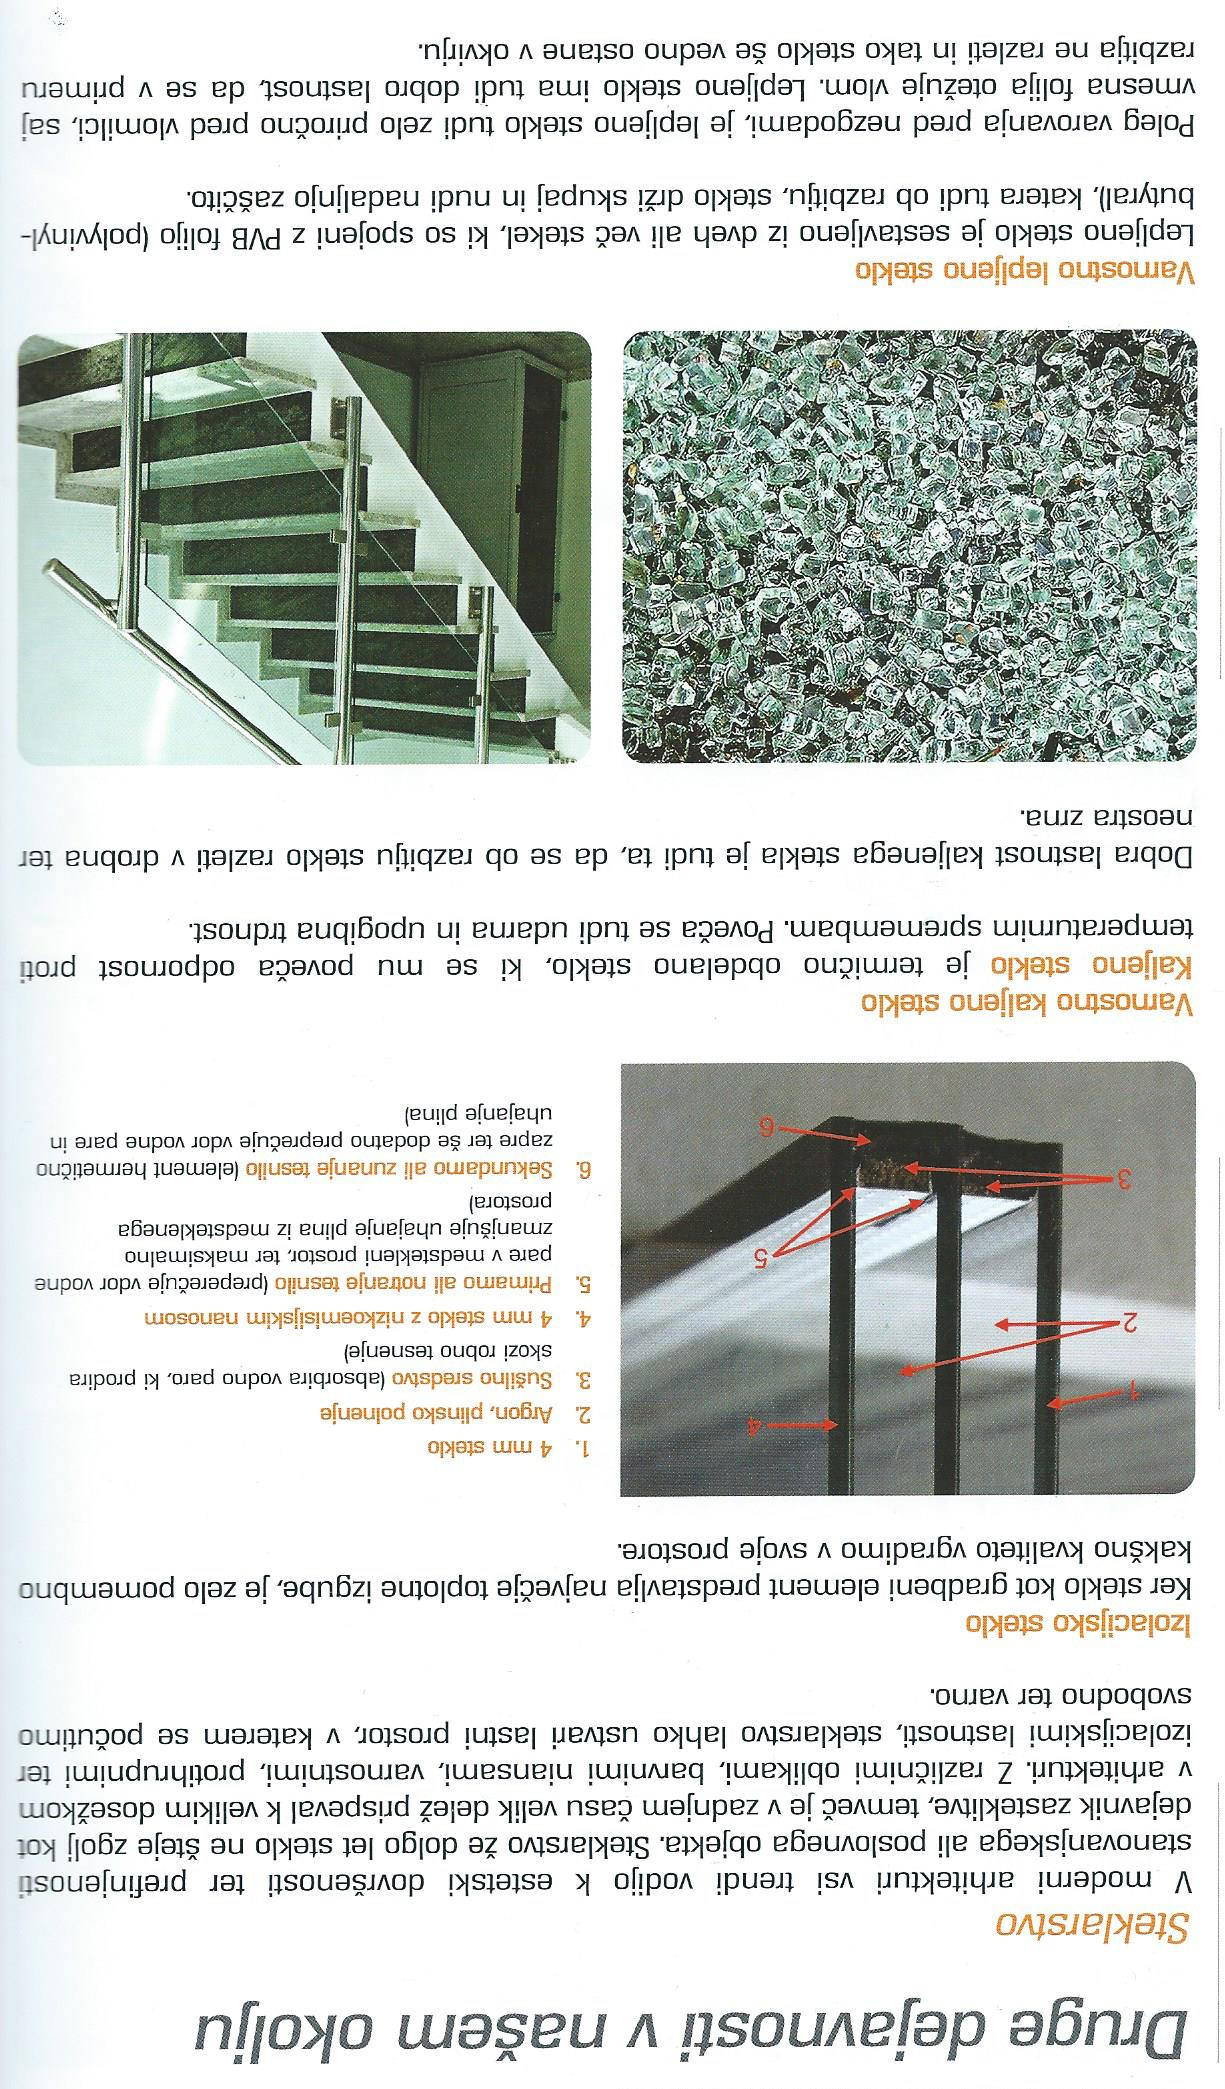 Druge dejavnosti v našem okolju
Steklarstvo
V moderni arhitekturi vsi trendi vodijo k estetski dovršenosti ter prefinjenosti
stanovanjskega ali poslovnega objekta. Steklarstvo že dolgo let steklo ne šteje zgolj kot
dejavnik zasteklitve, temveč je v zadnjem času velik delež prispeval k velikim dosežkom
v arhitekturi. Z različnimi oblikami, barvnimi niansami, varnostnimi, protihrupnimi ter
izolacijskimi lastnosti, steklarstvo lahko ustvari lastni prostor, v katerem se počutimo
svobodno ter varno.
Izolacijsko steklo
Ker steklo kot gradbeni element predstavlja največje toplotne izgube, je zelo pomembno
kakšno kvaliteto vgradimo v svoje prostore.
1
2
3
4
5
6
1. 4 mm steklo
2. Argon, plinsko polnenje
3. Sušilno sredstvo (absorbira vodno paro, ki prodira
skozi robno tesnenje)
4. 4 mm steklo z nizkoemisijskim nanosom
5. Primarno ali notranje tesnilo (preperečuje vdor vodne
pare v medstekleni prostor, ter maksimalno
zmanjšuje uhajanje plina iz medsteklenega
prostora)
6. Sekundarno ali zunanje tesnilo (element hermetično
zapre ter še dodatno preprečuje vdor vodne pare in
uhajanje plina)
Varnostno kaljeno steklo
Kaljeno steklo je termično obdelano steklo, ki se mu poveča odpornost proti
temperaturnim spremembam. Poveča se tudi udarna in upogibna trdnost.
Dobra lastnost kaljenega stekla je tudi ta, da se ob razbitju steklo razleti v drobna ter
neostra zrna.
Varnostno lepljeno steklo
Lepljeno steklo je sestavljeno iz dveh ali več stekel, ki so spojeni z PVB folijo (polyvinyl-
butyral), katera tudi ob razbitju, steklo drži skupaj in nudi nadaljnjo zaščito.
Poleg varovanja pred nezgodami, je lepljeno steklo tudi zelo priročno pred vlomilci, saj
vmesna folija otežuje vlom. Lepljeno steklo ima tudi dobro lastnost, da se v primeru
razbitja ne razleti in tako steklo še vedno ostane v okvirju.